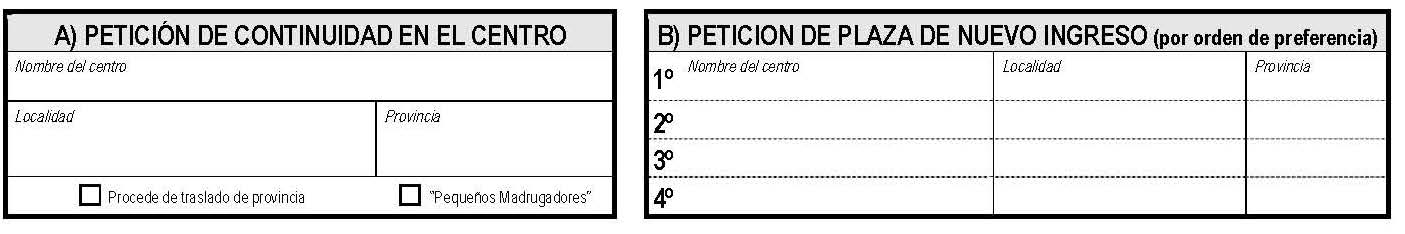 A) PETICIÓN DE CONTINUIDAD EN EL CENTRO
Nombre del centro
Localidad Provincia
Procede de traslado de provincia "Pequeños Madrugadores"
B) PETICION DE PLAZA DE NUEVO INGRESO (por orden de preferencia)
1º Nombre del centro Localidad Provincia
2º
3º
4º